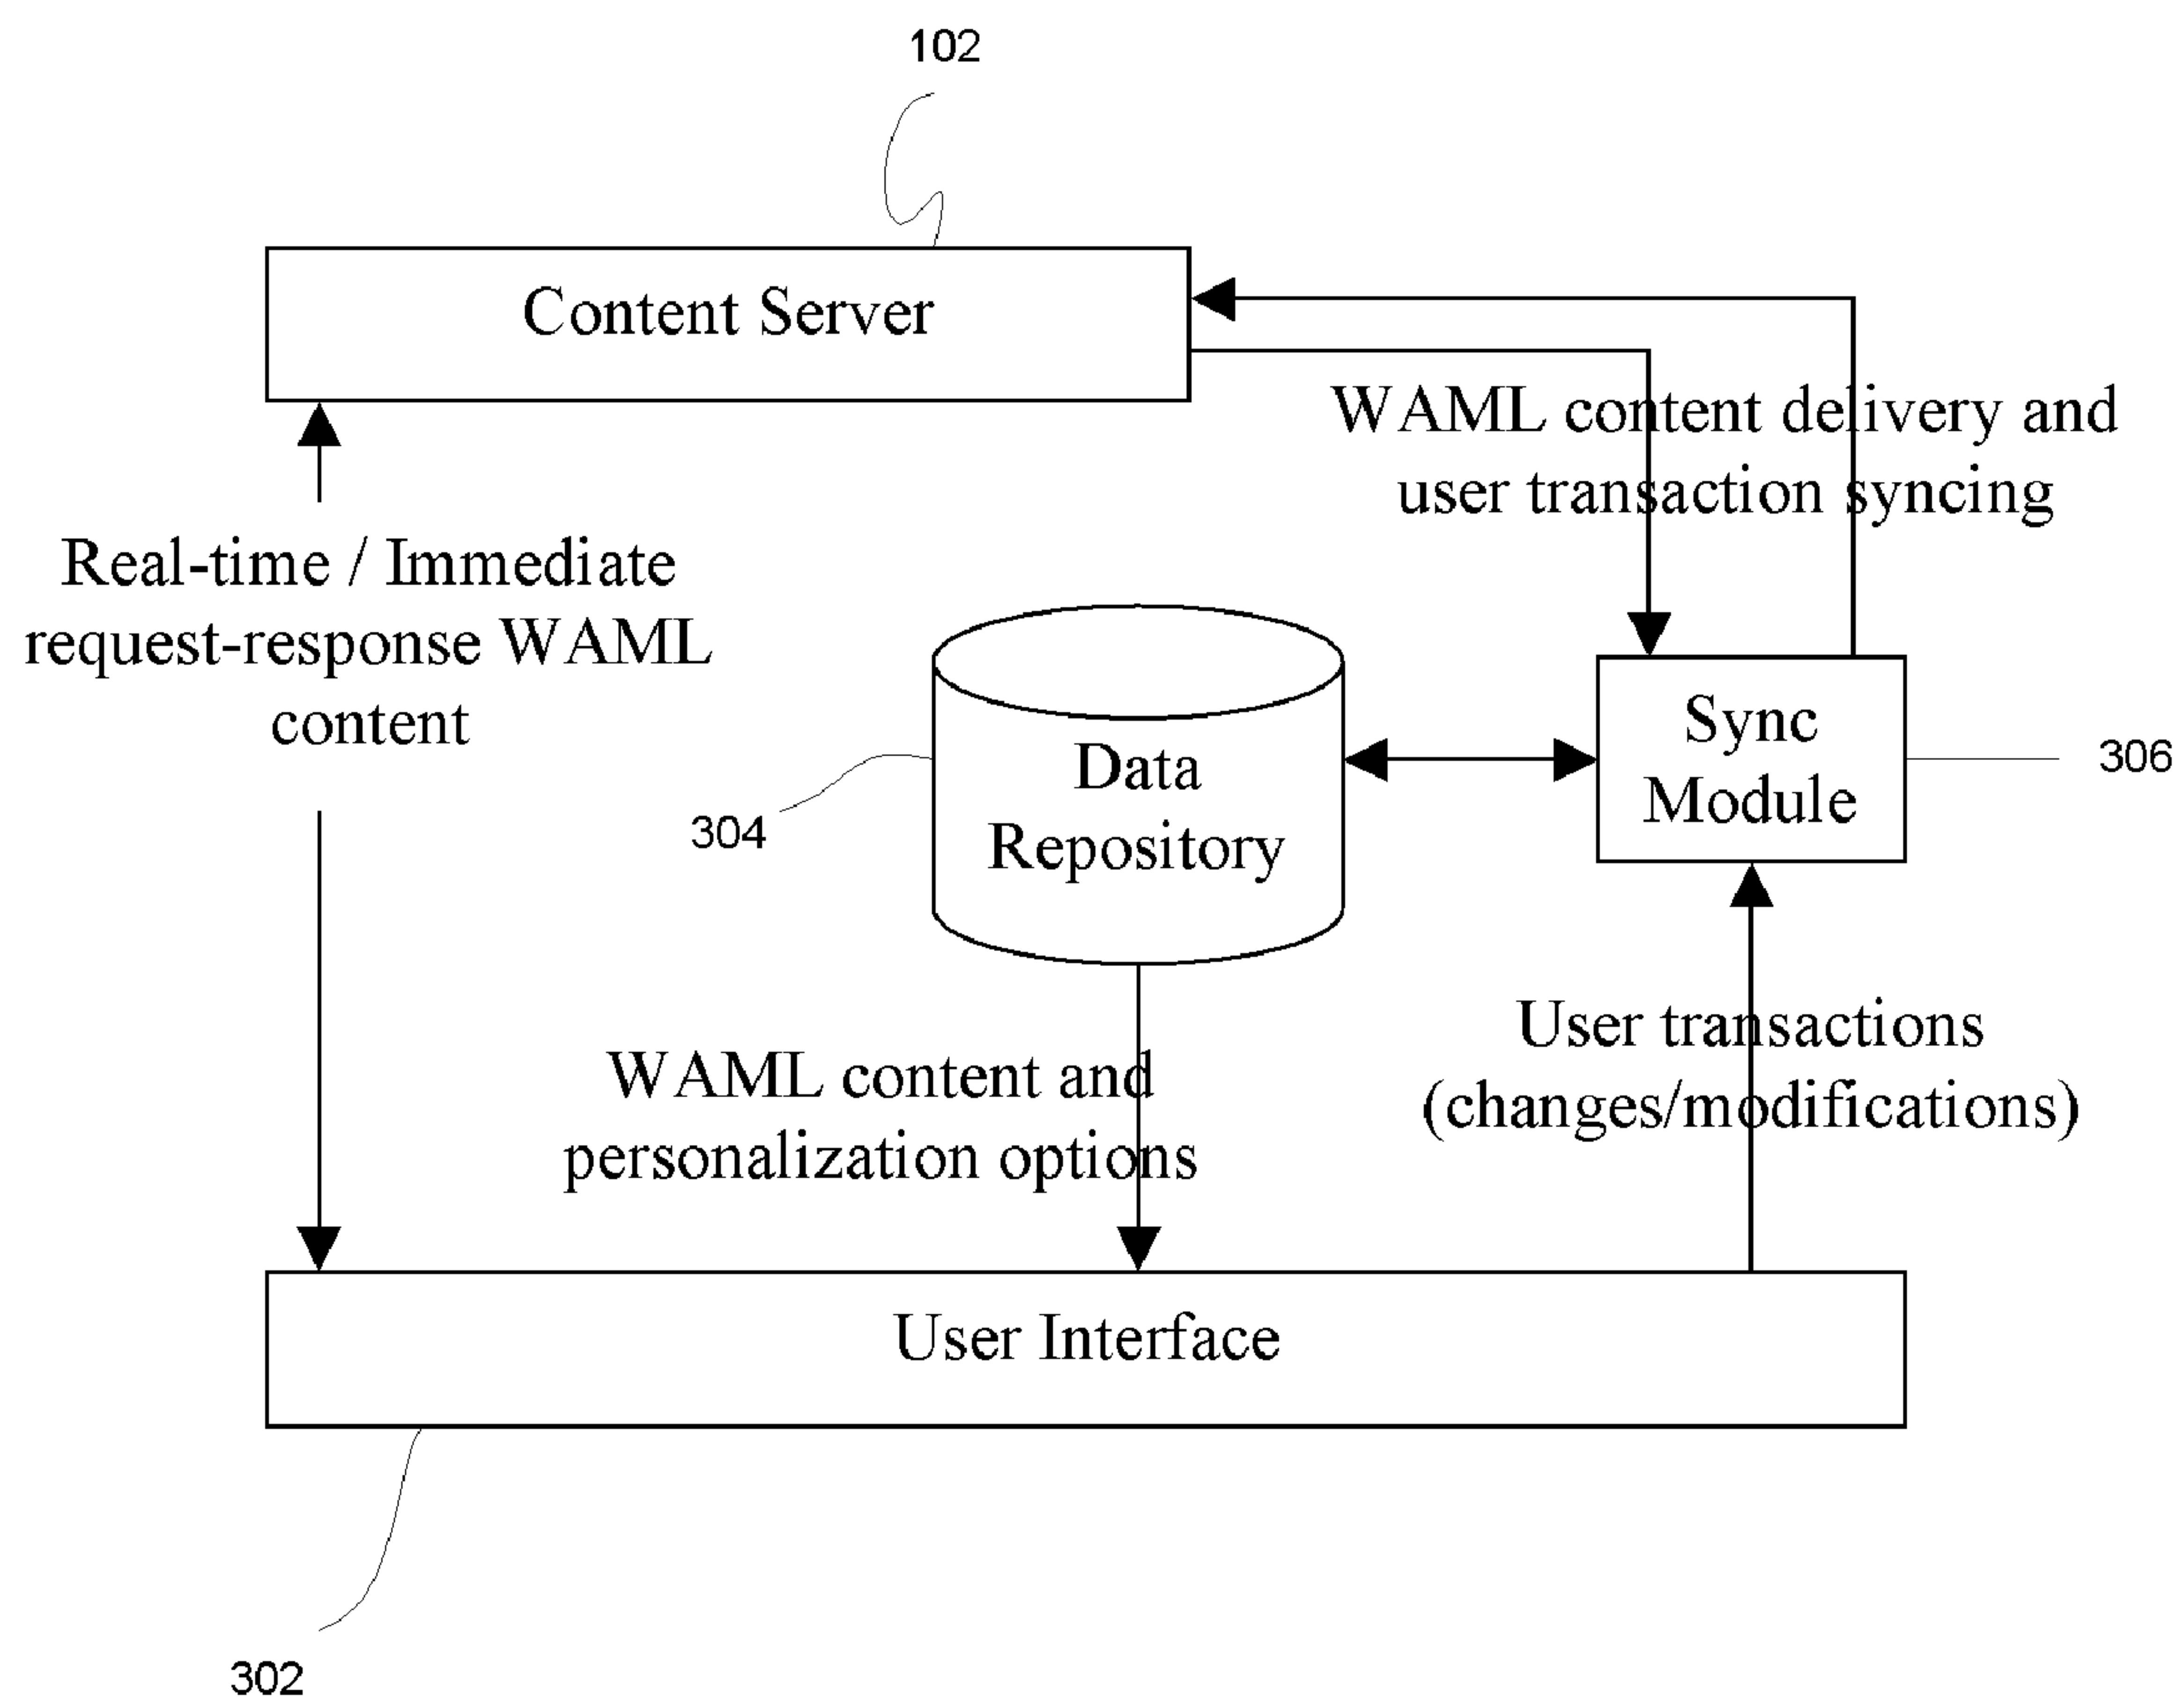 102
Content Server
WAML content delivery and
user transaction syncing
Real-time / Immediate
request-response WAML
content
Data
Repository
304
Sync
Module
306
User transactions
(changes/modifications)
WAML content and
personalization options
User Interface
302